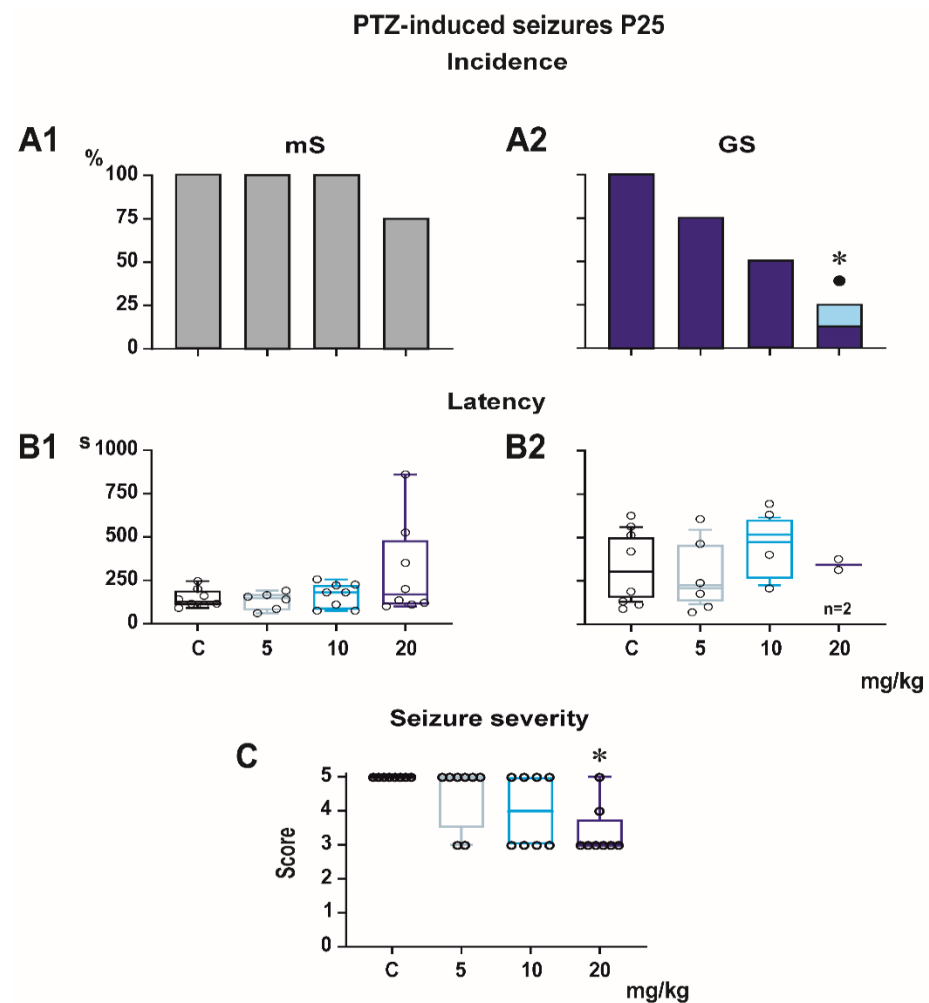 PTZ-induced seizures P25
Incidence
A1
mS
A2
GS
%
100
75
50
25
0
*
Latency
B1
s
1000
750
500
250
0
C 5 10 20
B2
n=2
C 5 10 20
mg/kg
Seizure severity
C
*
Score
5
4
3
2
1
0
C 5 10 20
mg/kg